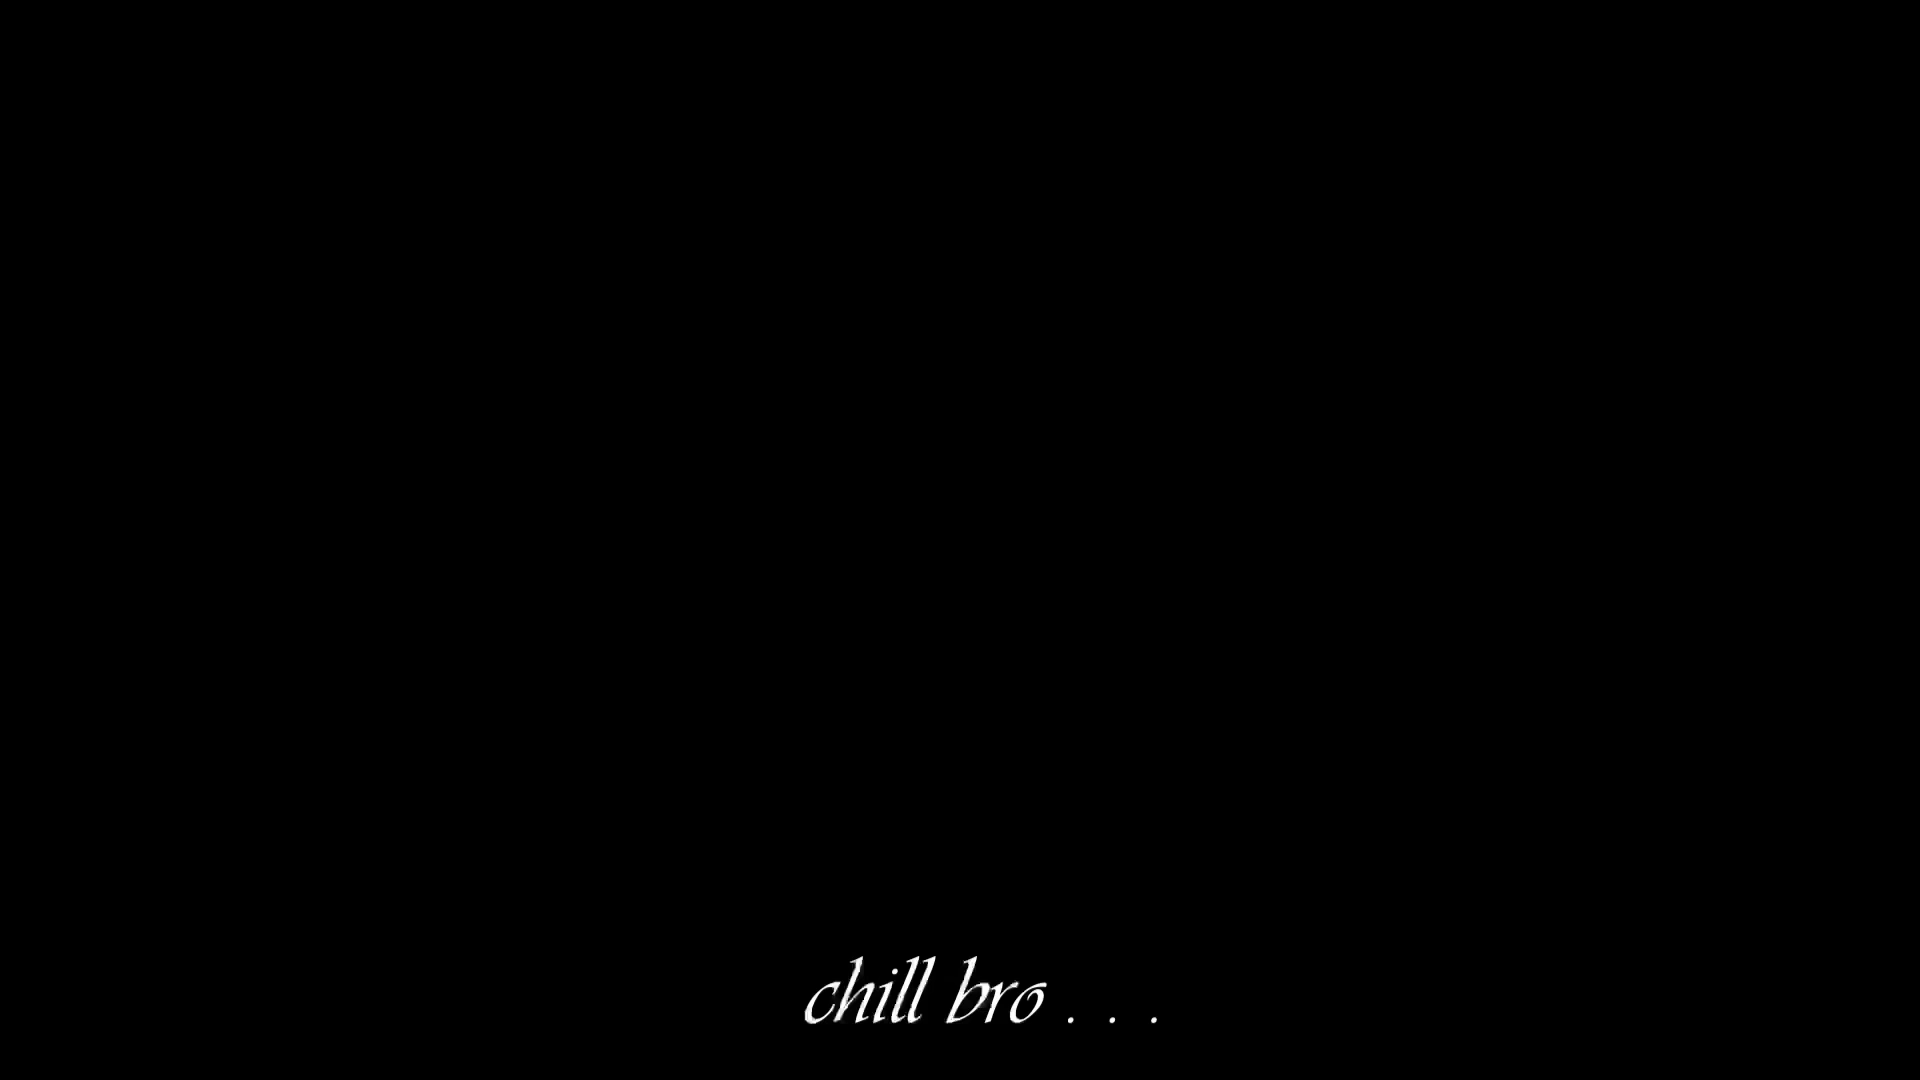 chill bro . . .